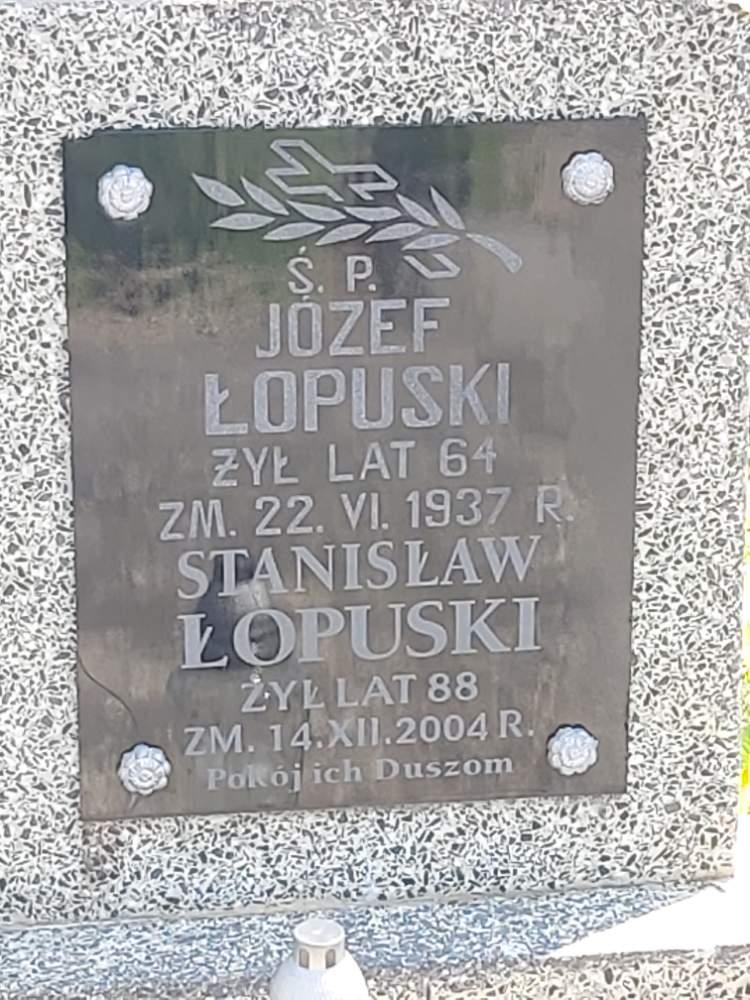 Ś. P.
JÓZEF
ŁOPUSKI
ŻYŁ LAT 64
ZM. 22. VI. 1937 R.
STANISŁAW
ŁOPUSKI
ŻYŁ LAT 88
ZM. 14.XII.2004 R.
Pokój ich Duszom